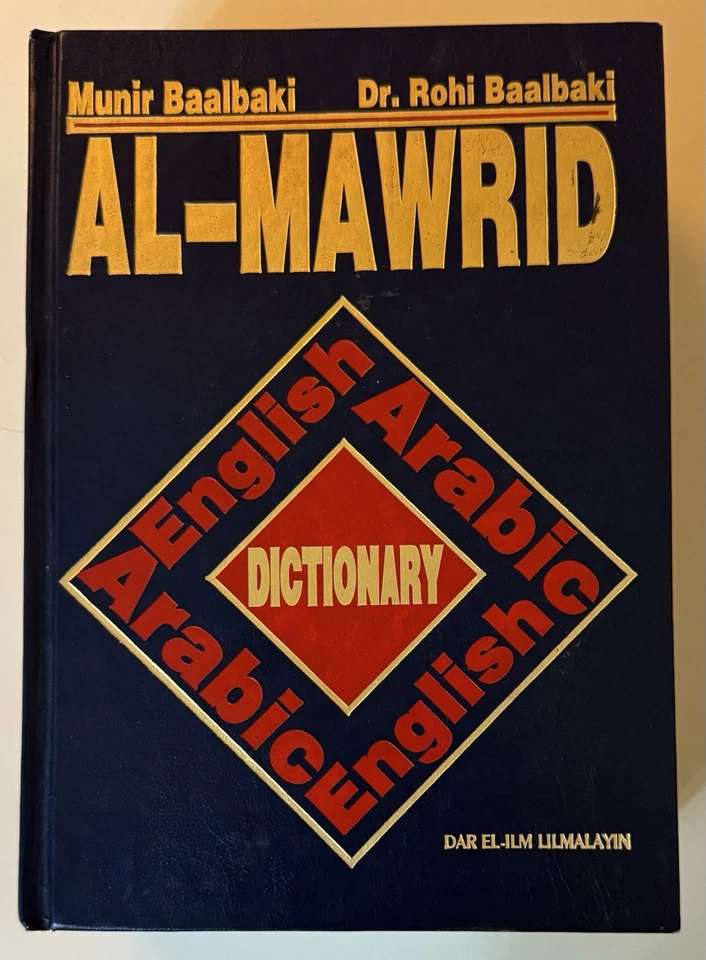 Munir Baalbaki Dr. Rohi Baalbaki
AL-MAWRID
English Arabic
DICTIONARY
Arabic English
DAR EL-ILM LILMALAYIN